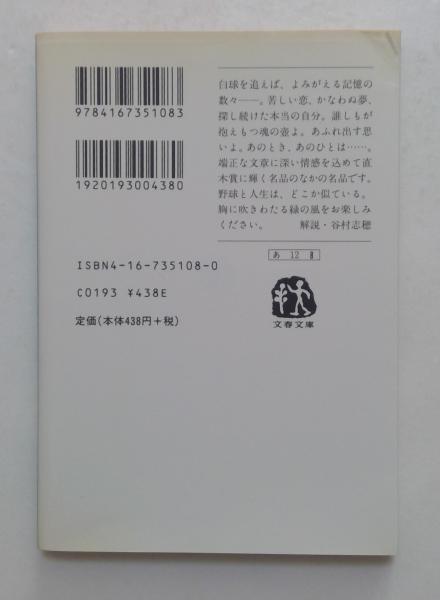 9784167351083
1920193004380
ISBN4-16-735108-0
C0193 ¥438E
定価(本体438円+税)
白球を追えば、よみがえる記憶の
数々──。苦しい恋、かなわぬ夢、
探し続けた本当の自分。誰しもが
抱えもつ魂の壺よ。あふれ出す思
いよ。あのとき、あのひとは……。
端正な文章に深い情感を込めて直
木賞に輝く名品のなかの名品です。
野球と人生は、どこか似ている。
胸に吹きわたる緑の風をお楽しみ
ください。 解説・谷村志穂
あ 12 8
文春文庫